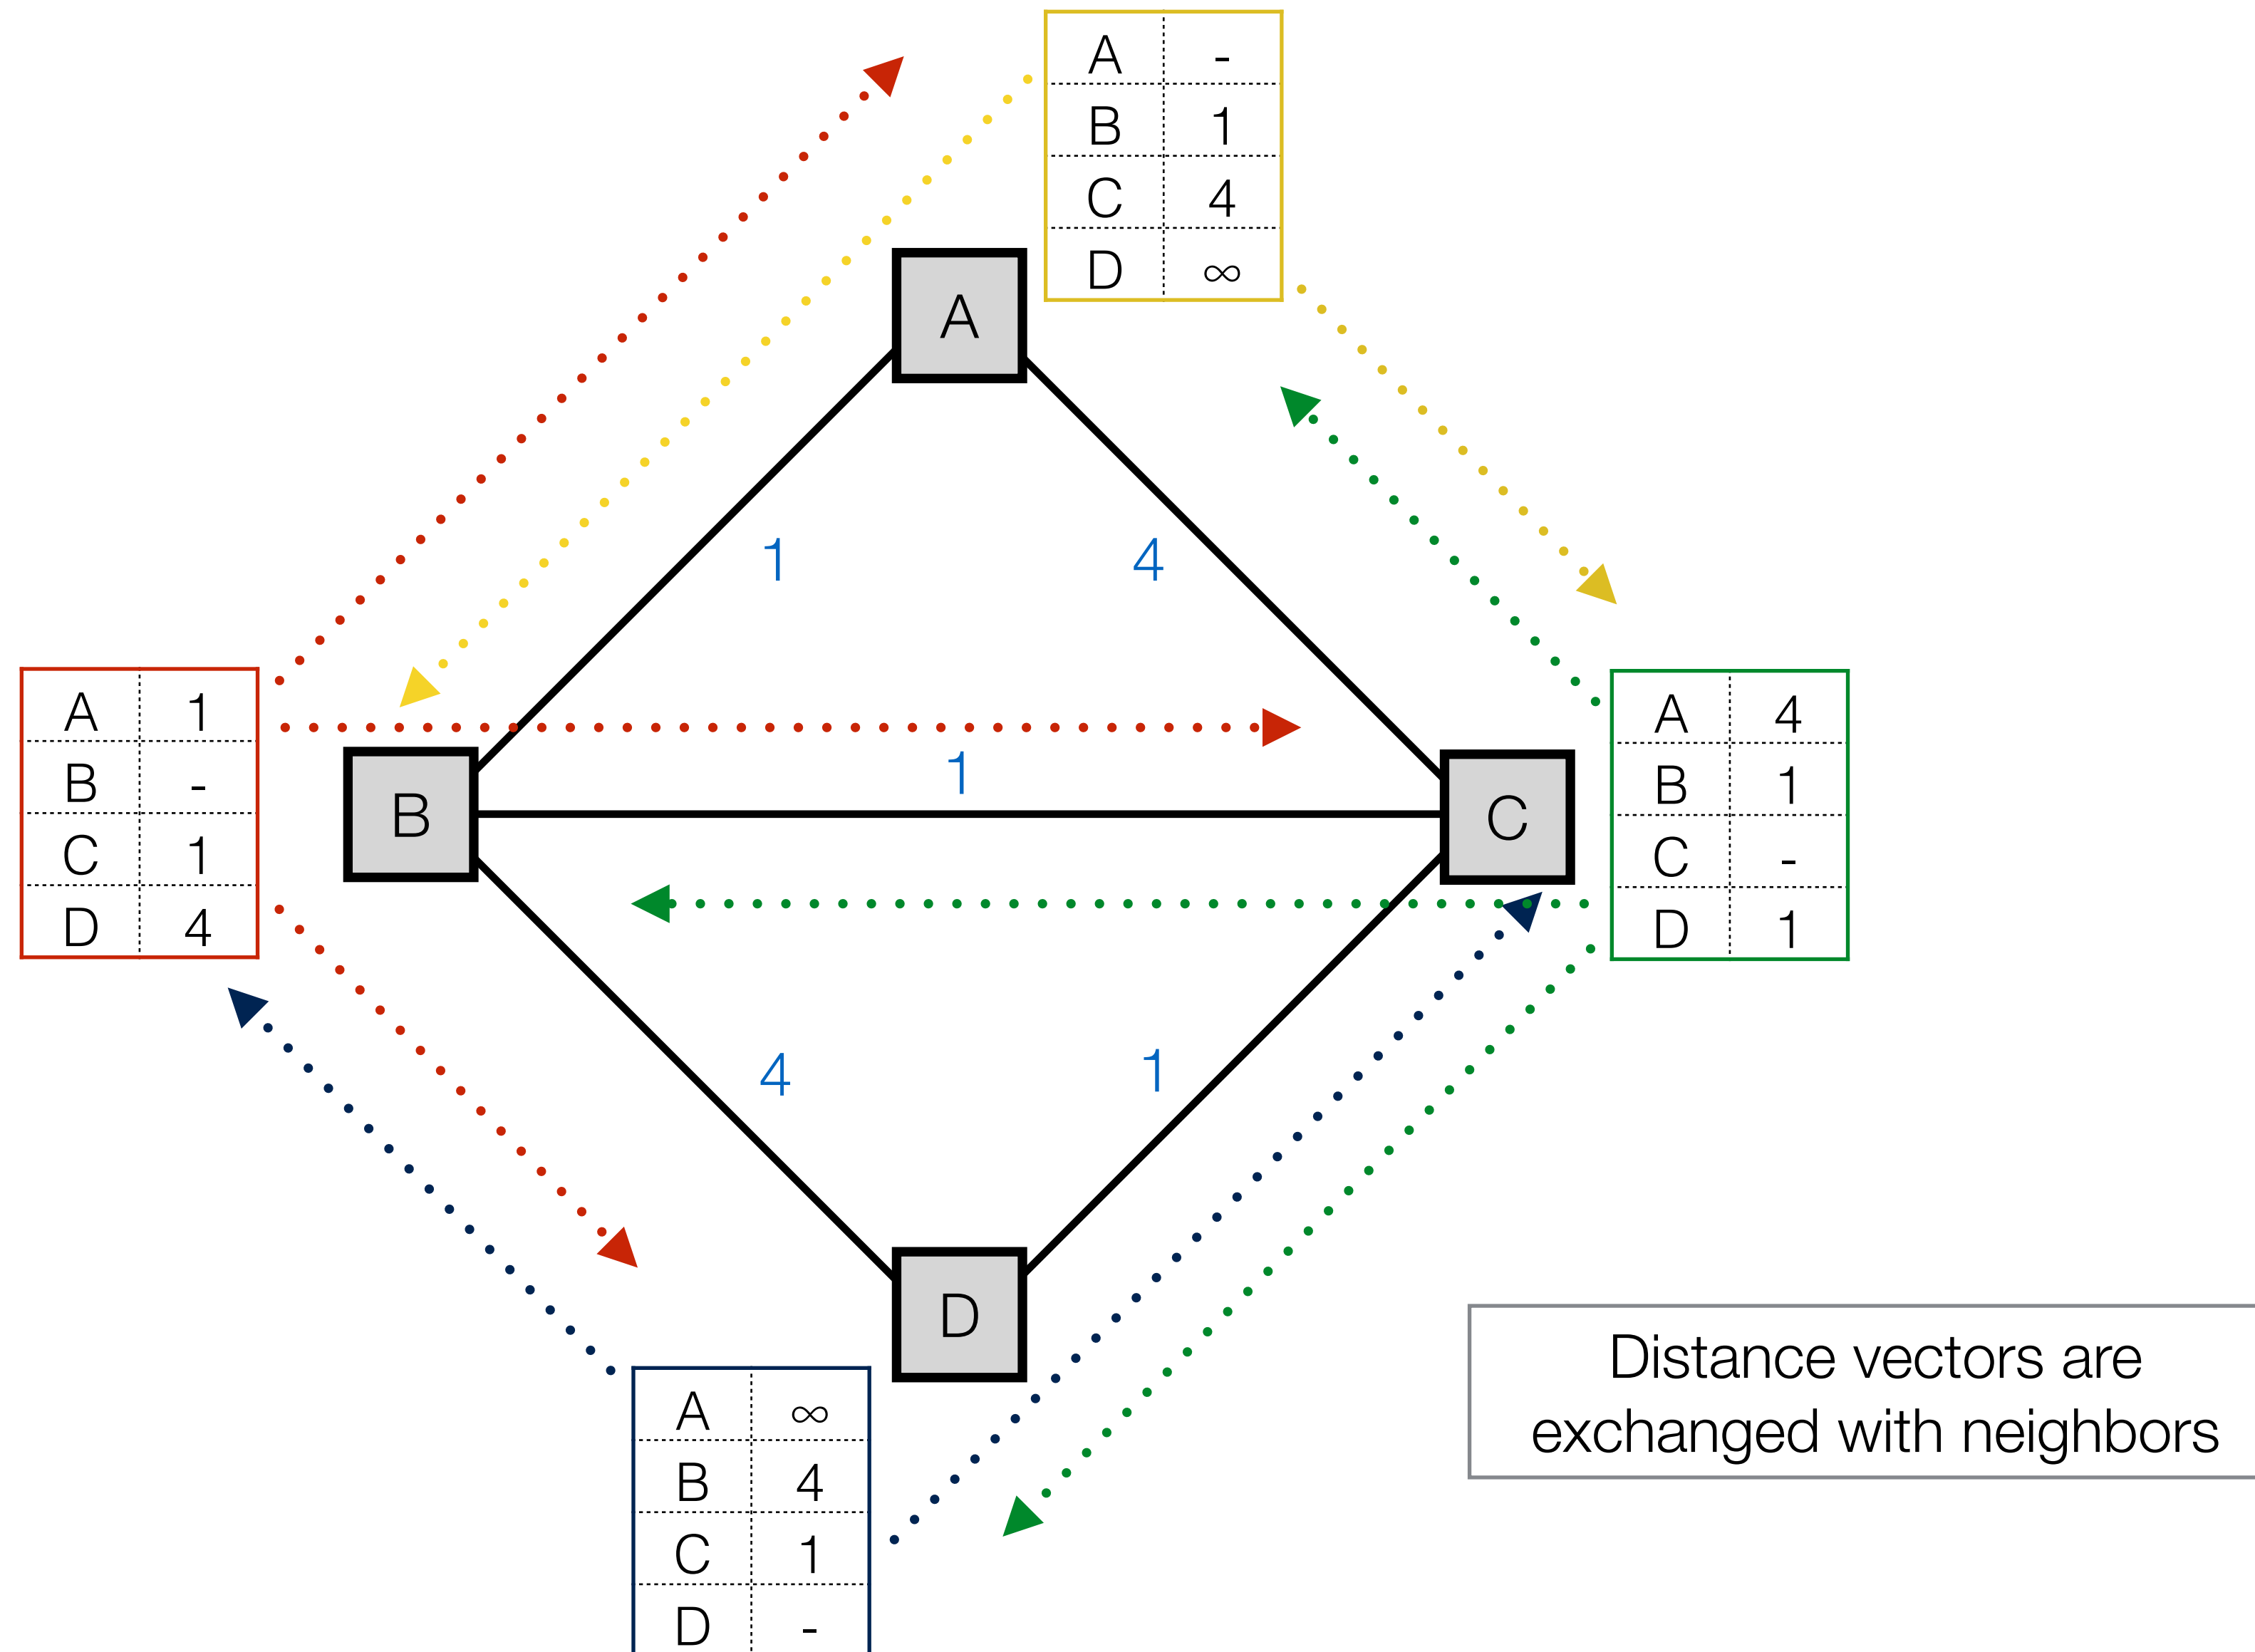 A -
B 1
C 4
D ∞
A
1
4
A 1
B -
C 1
D 4
1
B
C
A 4
B 1
C -
D 1
4
1
D
A ∞
B 4
C 1
D -
Distance vectors are
exchanged with neighbors